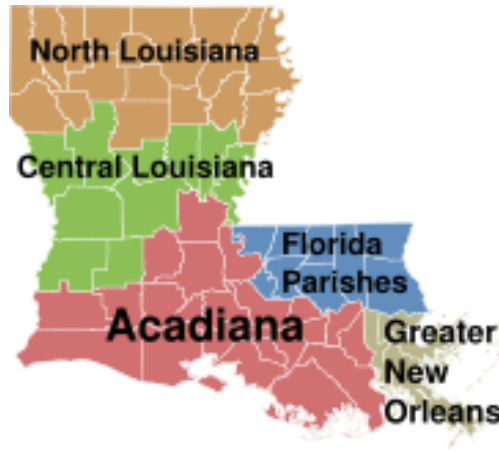 North Louisiana
Central Louisiana
Florida
Parishes
Acadiana
Greater
New
Orleans